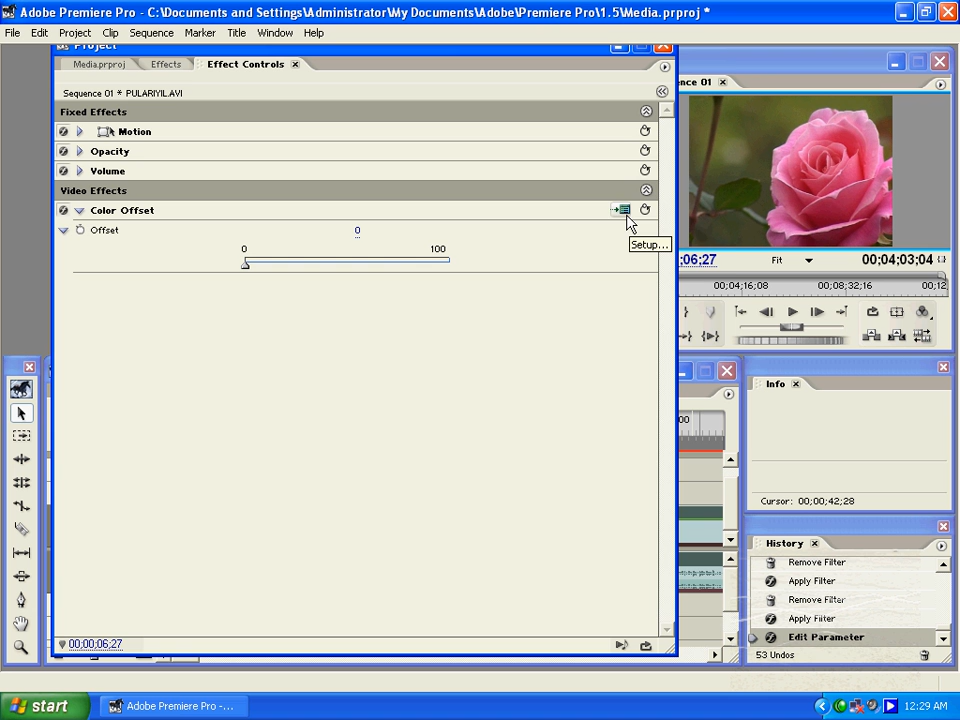 Adobe Premiere Pro - C:\Documents and Settings\Administrator\My Documents\Adobe\Premiere Pro\1.5\Media.prproj *
File Edit Project Clip Sequence Marker Title Window Help
Project
Media.prproj Effects Effect Controls
nce 01
Sequence 01 * PULARIYIL.AVI
Fixed Effects
Motion
Opacity
Volume
Video Effects
Color Offset
Offset 0
Setup...
0 100
;06;27 Fit 00;04;03;04
00;04;16;08 00;08;32;16 00;12
Info
00
Cursor: 00;00;42;28
History
Remove Filter
Apply Filter
Remove Filter
Apply Filter
Edit Parameter
53 Undos
00;00;06;27
start
Adobe Premiere Pro -...
12:29 AM